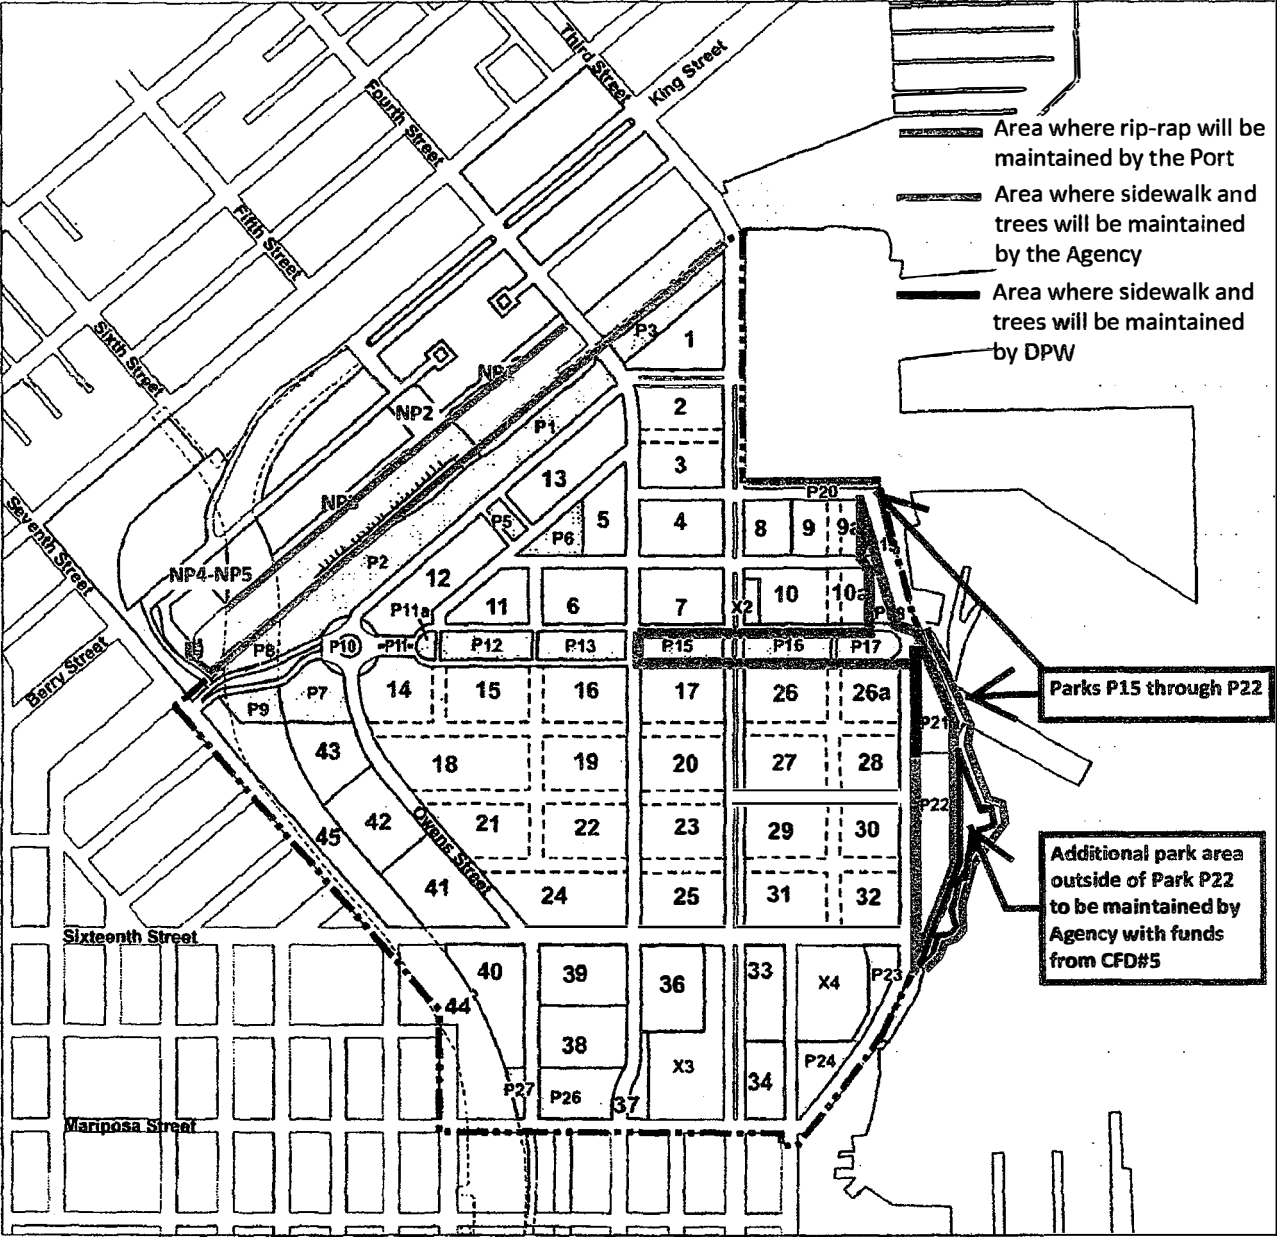 Third Street
King Street
Fourth Street
Area where rip-rap will be
maintained by the Port
Area where sidewalk and
trees will be maintained
by the Agency
Area where sidewalk and
trees will be maintained
by DPW
Fifth Street
Sixth Street
P3
1
NP2
2
P1
3
13
Seventh Street
P20
P5
P6
5
4
8
9
P2
NP4-NP5
12
P11a
11
6
7
X2
10
10a
P8
P10
P11
P12
P13
P15
P16
P17
Berry Street
P7
14
15
16
17
26
26a
Parks P15 through P22
P9
P21
43
18
19
20
27
28
P22
45
42
Owens Street
21
22
23
29
30
Additional park area
outside of Park P22
to be maintained by
Agency with funds
from CFD#5
41
24
25
31
32
Sixteenth Street
40
39
36
33
X4
P23
44
38
X3
34
P24
P27
P26
37
Mariposa Street